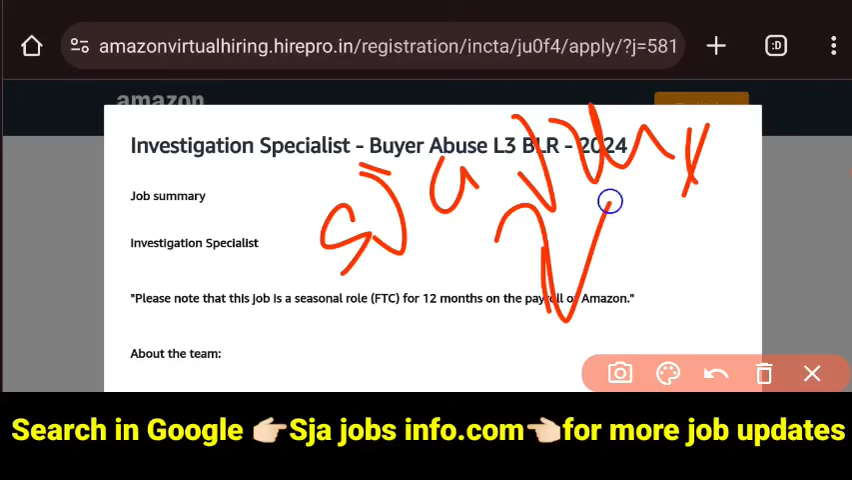 amazonvirtualhiring.hirepro.in/registration/incta/ju0f4/apply/?j=581
:D
amazon
Investigation Specialist - Buyer Abuse L3 BLR - 2024
Job summary
Investigation Specialist
"Please note that this job is a seasonal role (FTC) for 12 months on the payroll of Amazon."
About the team:
Search in Google 👉🏻Sja jobs info.com👈🏻for more job updates